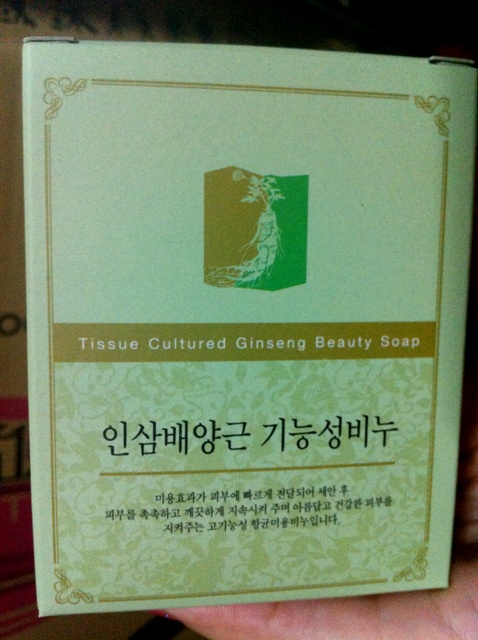 Tissue Cultured Ginseng Beauty Soap
인삼배양근 기능성비누
미용효과가 피부에 빠르게 전달되어 세안 후
피부를 촉촉하고 깨끗하게 지속시켜 주며 아름답고 건강한 피부를
지켜주는 고기능성 항균미용비누입니다.